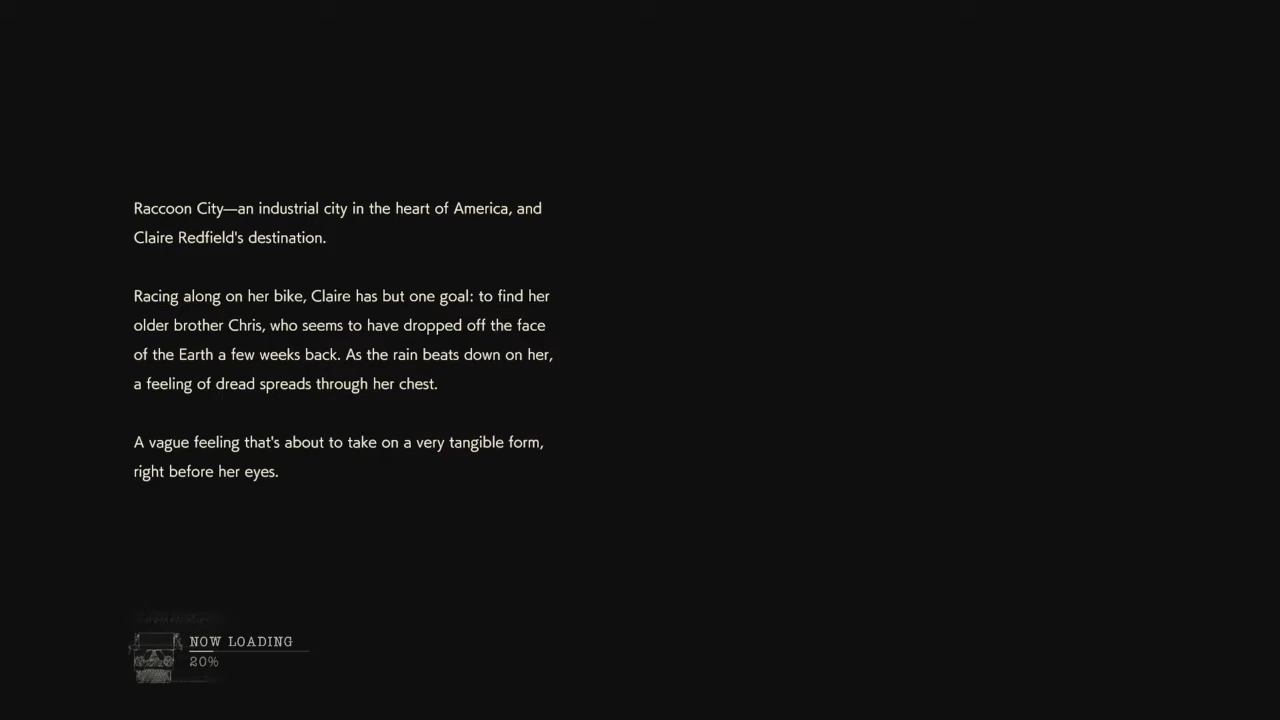 Raccoon City—an industrial city in the heart of America, and
Claire Redfield's destination.
Racing along on her bike, Claire has but one goal: to find her
older brother Chris, who seems to have dropped off the face
of the Earth a few weeks back. As the rain beats down on her,
a feeling of dread spreads through her chest.
A vague feeling that's about to take on a very tangible form,
right before her eyes.
NOW LOADING
20%